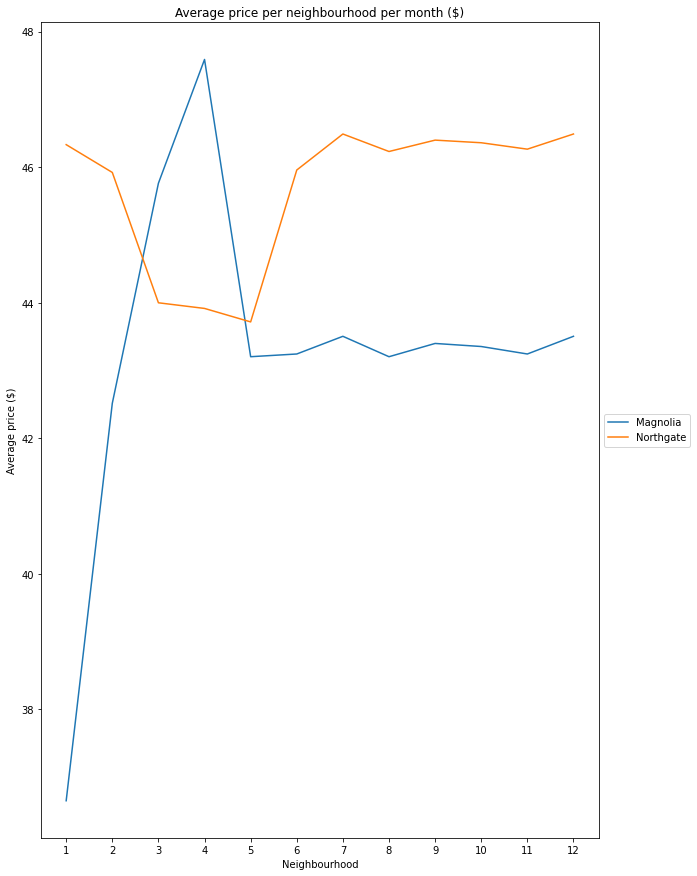 Average price per neighbourhood per month ($)
48
46
44
42
40
38
Average price ($)
1 2 3 4 5 6 7 8 9 10 11 12
Neighbourhood
Magnolia
Northgate